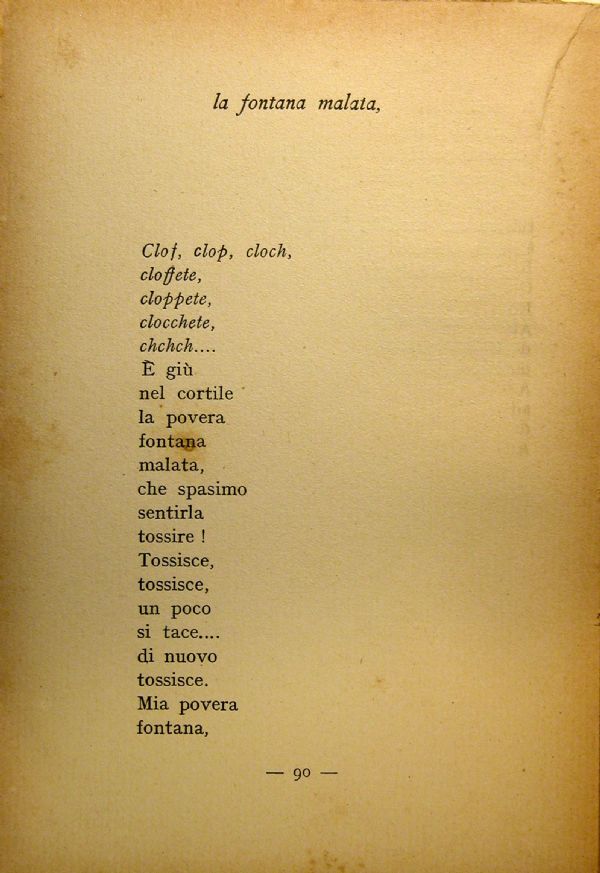 la fontana malata,
Clof, clop, cloch,
cloffete,
cloppete,
clocchete,
chchch....
È giù
nel cortile
la povera
fontana
malata,
che spasimo
sentirla
tossire !
Tossisce,
tossisce,
un poco
si tace....
di nuovo
tossisce.
Mia povera
fontana,
— 90 —